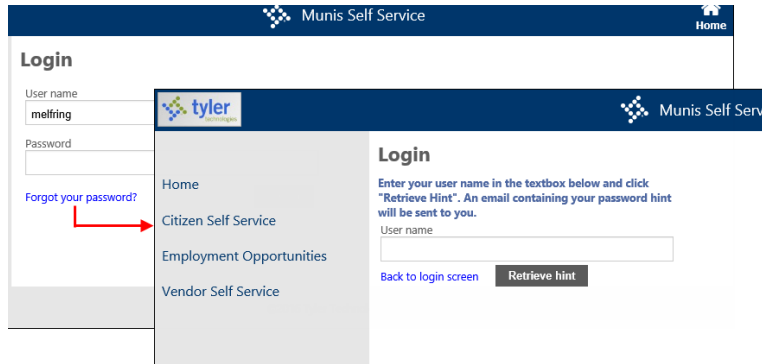 Munis Self Service
Home
Login
User name
melfring
Password
Forgot your password?
tyler
technologies
Munis Self Serv
Home
Citizen Self Service
Employment Opportunities
Vendor Self Service
Login
Enter your user name in the textbox below and click
"Retrieve Hint". An email containing your password hint
will be sent to you.
User name
Back to login screen Retrieve hint